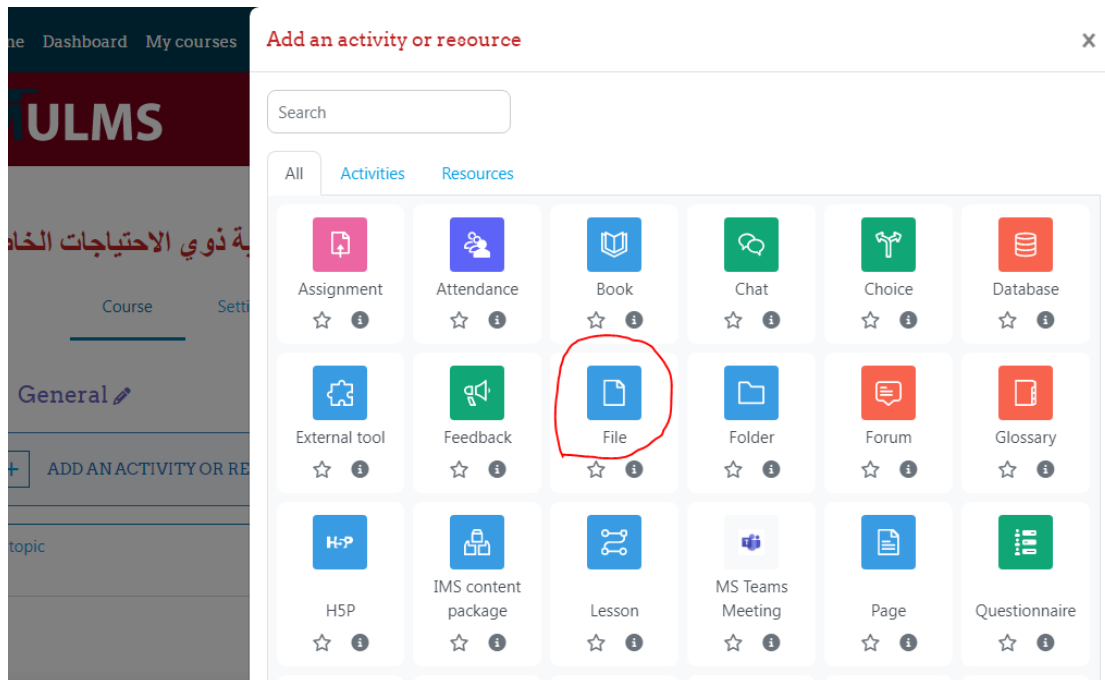 Dashboard My courses
Add an activity or resource
ULMS
Search
All Activities Resources
ذوي الاحتياجات
Course
Assignment Attendance Book Chat Choice Database
General
External tool Feedback File Folder Forum Glossary
ADD AN ACTIVITY OR
topic
H5P IMS content package Lesson MS Teams Meeting Page Questionnaire